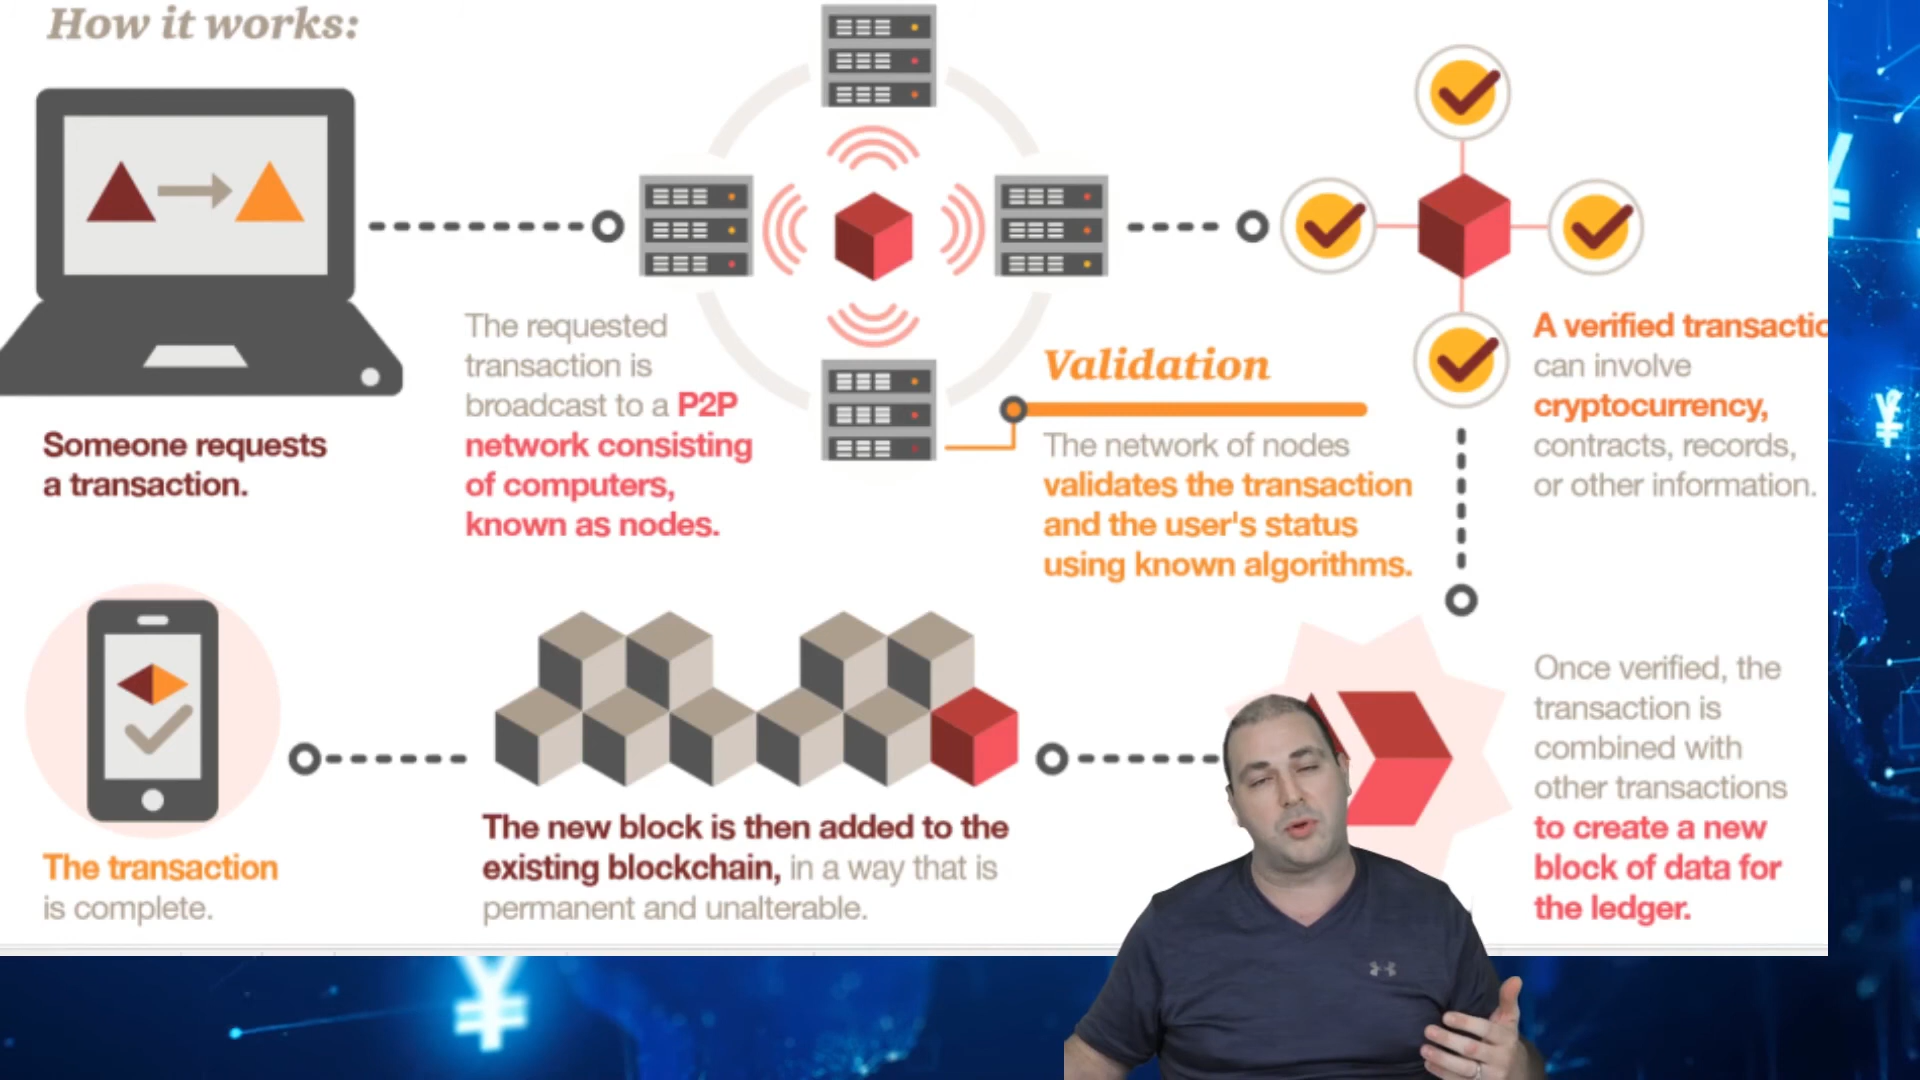 How it works:
Someone requests
a transaction.
The requested
transaction is
broadcast to a P2P
network consisting
of computers,
known as nodes.
Validation
The network of nodes
validates the transaction
and the user's status
using known algorithms.
A verified transactio
can involve
cryptocurrency,
contracts, records,
or other information.
Once verified, the
transaction is
combined with
other transactions
to create a new
block of data for
the ledger.
The new block is then added to the
existing blockchain, in a way that is
permanent and unalterable.
The transaction
is complete.
¥
¥
¥